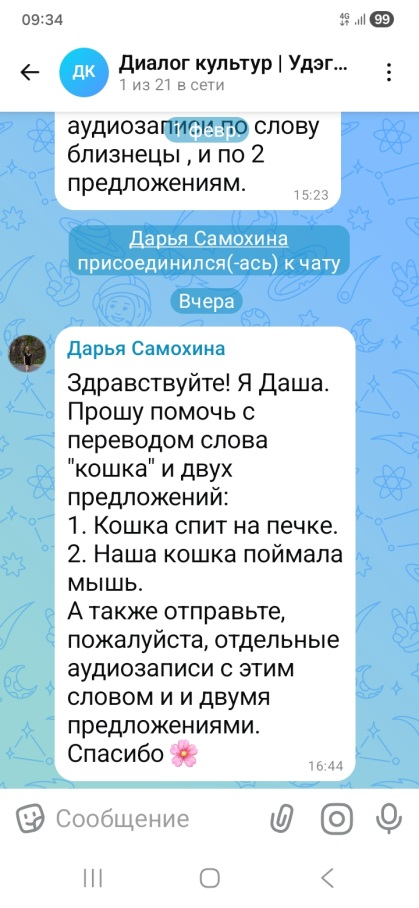 09:34
4G 99
ДК
Диалог культур | Удэг...
1 из 21 в сети
аудиозаписи по слову
1 февр.
близнецы , и по 2
предложениям.
15:23
Дарья Самохина
присоединился(-ась) к чату
Вчера
Дарья Самохина
Здравствуйте! Я Даша.
Прошу помочь с
переводом слова
"кошка" и двух
предложений:
1. Кошка спит на печке.
2. Наша кошка поймала
мышь.
А также отправьте,
пожалуйста, отдельные
аудиозаписи с этим
словом и и двумя
предложениями.
Спасибо🌸
16:44
Сообщение